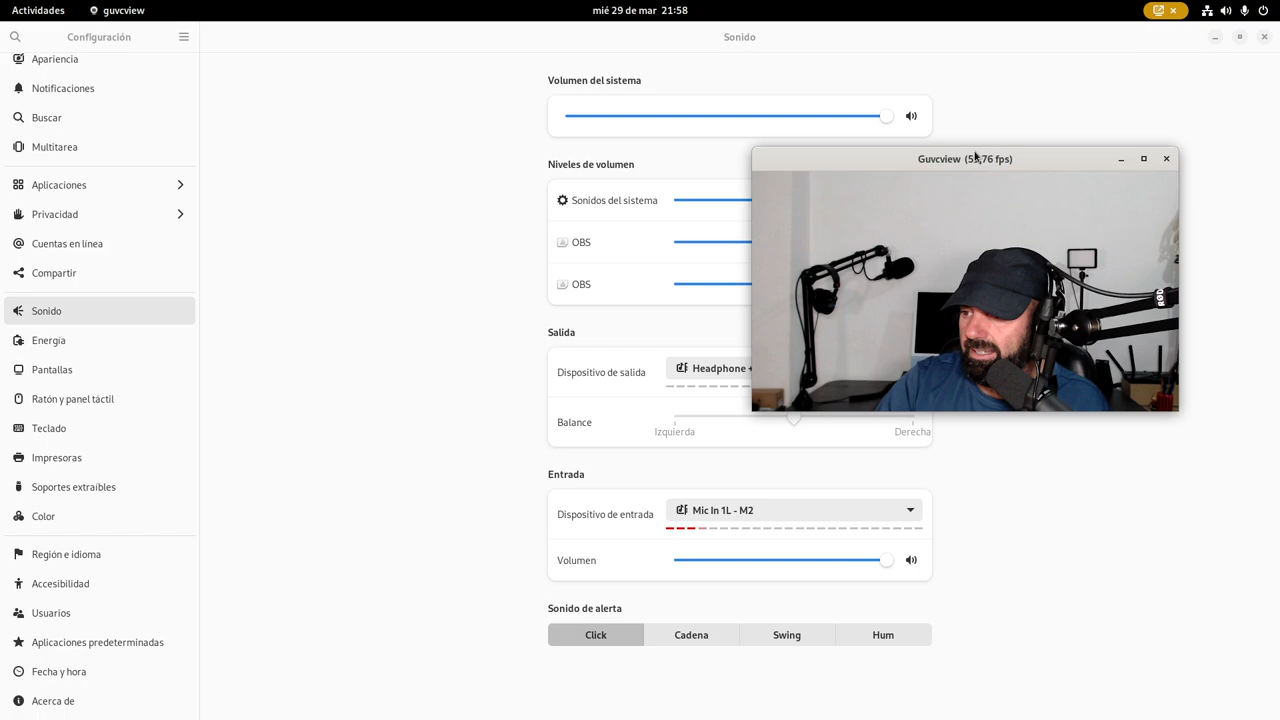 Actividades
guvcview
mié 29 de mar 21:58
Configuración
Sonido
Apariencia
Notificaciones
Buscar
Multitarea
Aplicaciones
Privacidad
Cuentas en línea
Compartir
Sonido
Energía
Pantallas
Ratón y panel táctil
Teclado
Impresoras
Soportes extraíbles
Color
Región e idioma
Accesibilidad
Usuarios
Aplicaciones predeterminadas
Fecha y hora
Acerca de
Volumen del sistema
Niveles de volumen
Sonidos del sistema
OBS
OBS
Salida
Dispositivo de salida
Headphone
Balance
Izquierda
Derecha
Entrada
Dispositivo de entrada
Mic In 1L - M2
Volumen
Sonido de alerta
Click
Cadena
Swing
Hum
Guvcview
fps)
RØDE